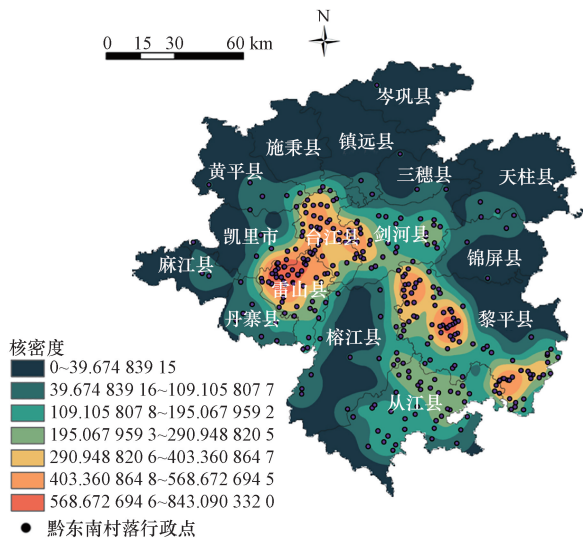 N
0 15 30 60 km
岑巩县
镇远县
施秉县
三穗县
黄平县
天柱县
凯里市
台江县
剑河县
锦屏县
麻江县
雷山县
丹寨县
榕江县
黎平县
从江县
核密度
0~39.674 839 15
39.674 839 16~109.105 807 7
109.105 807 8~195.067 959 2
195.067 959 3~290.948 820 5
290.948 820 6~403.360 864 7
403.360 864 8~568.672 694 5
568.672 694 6~843.090 332 0
黔东南村落行政点